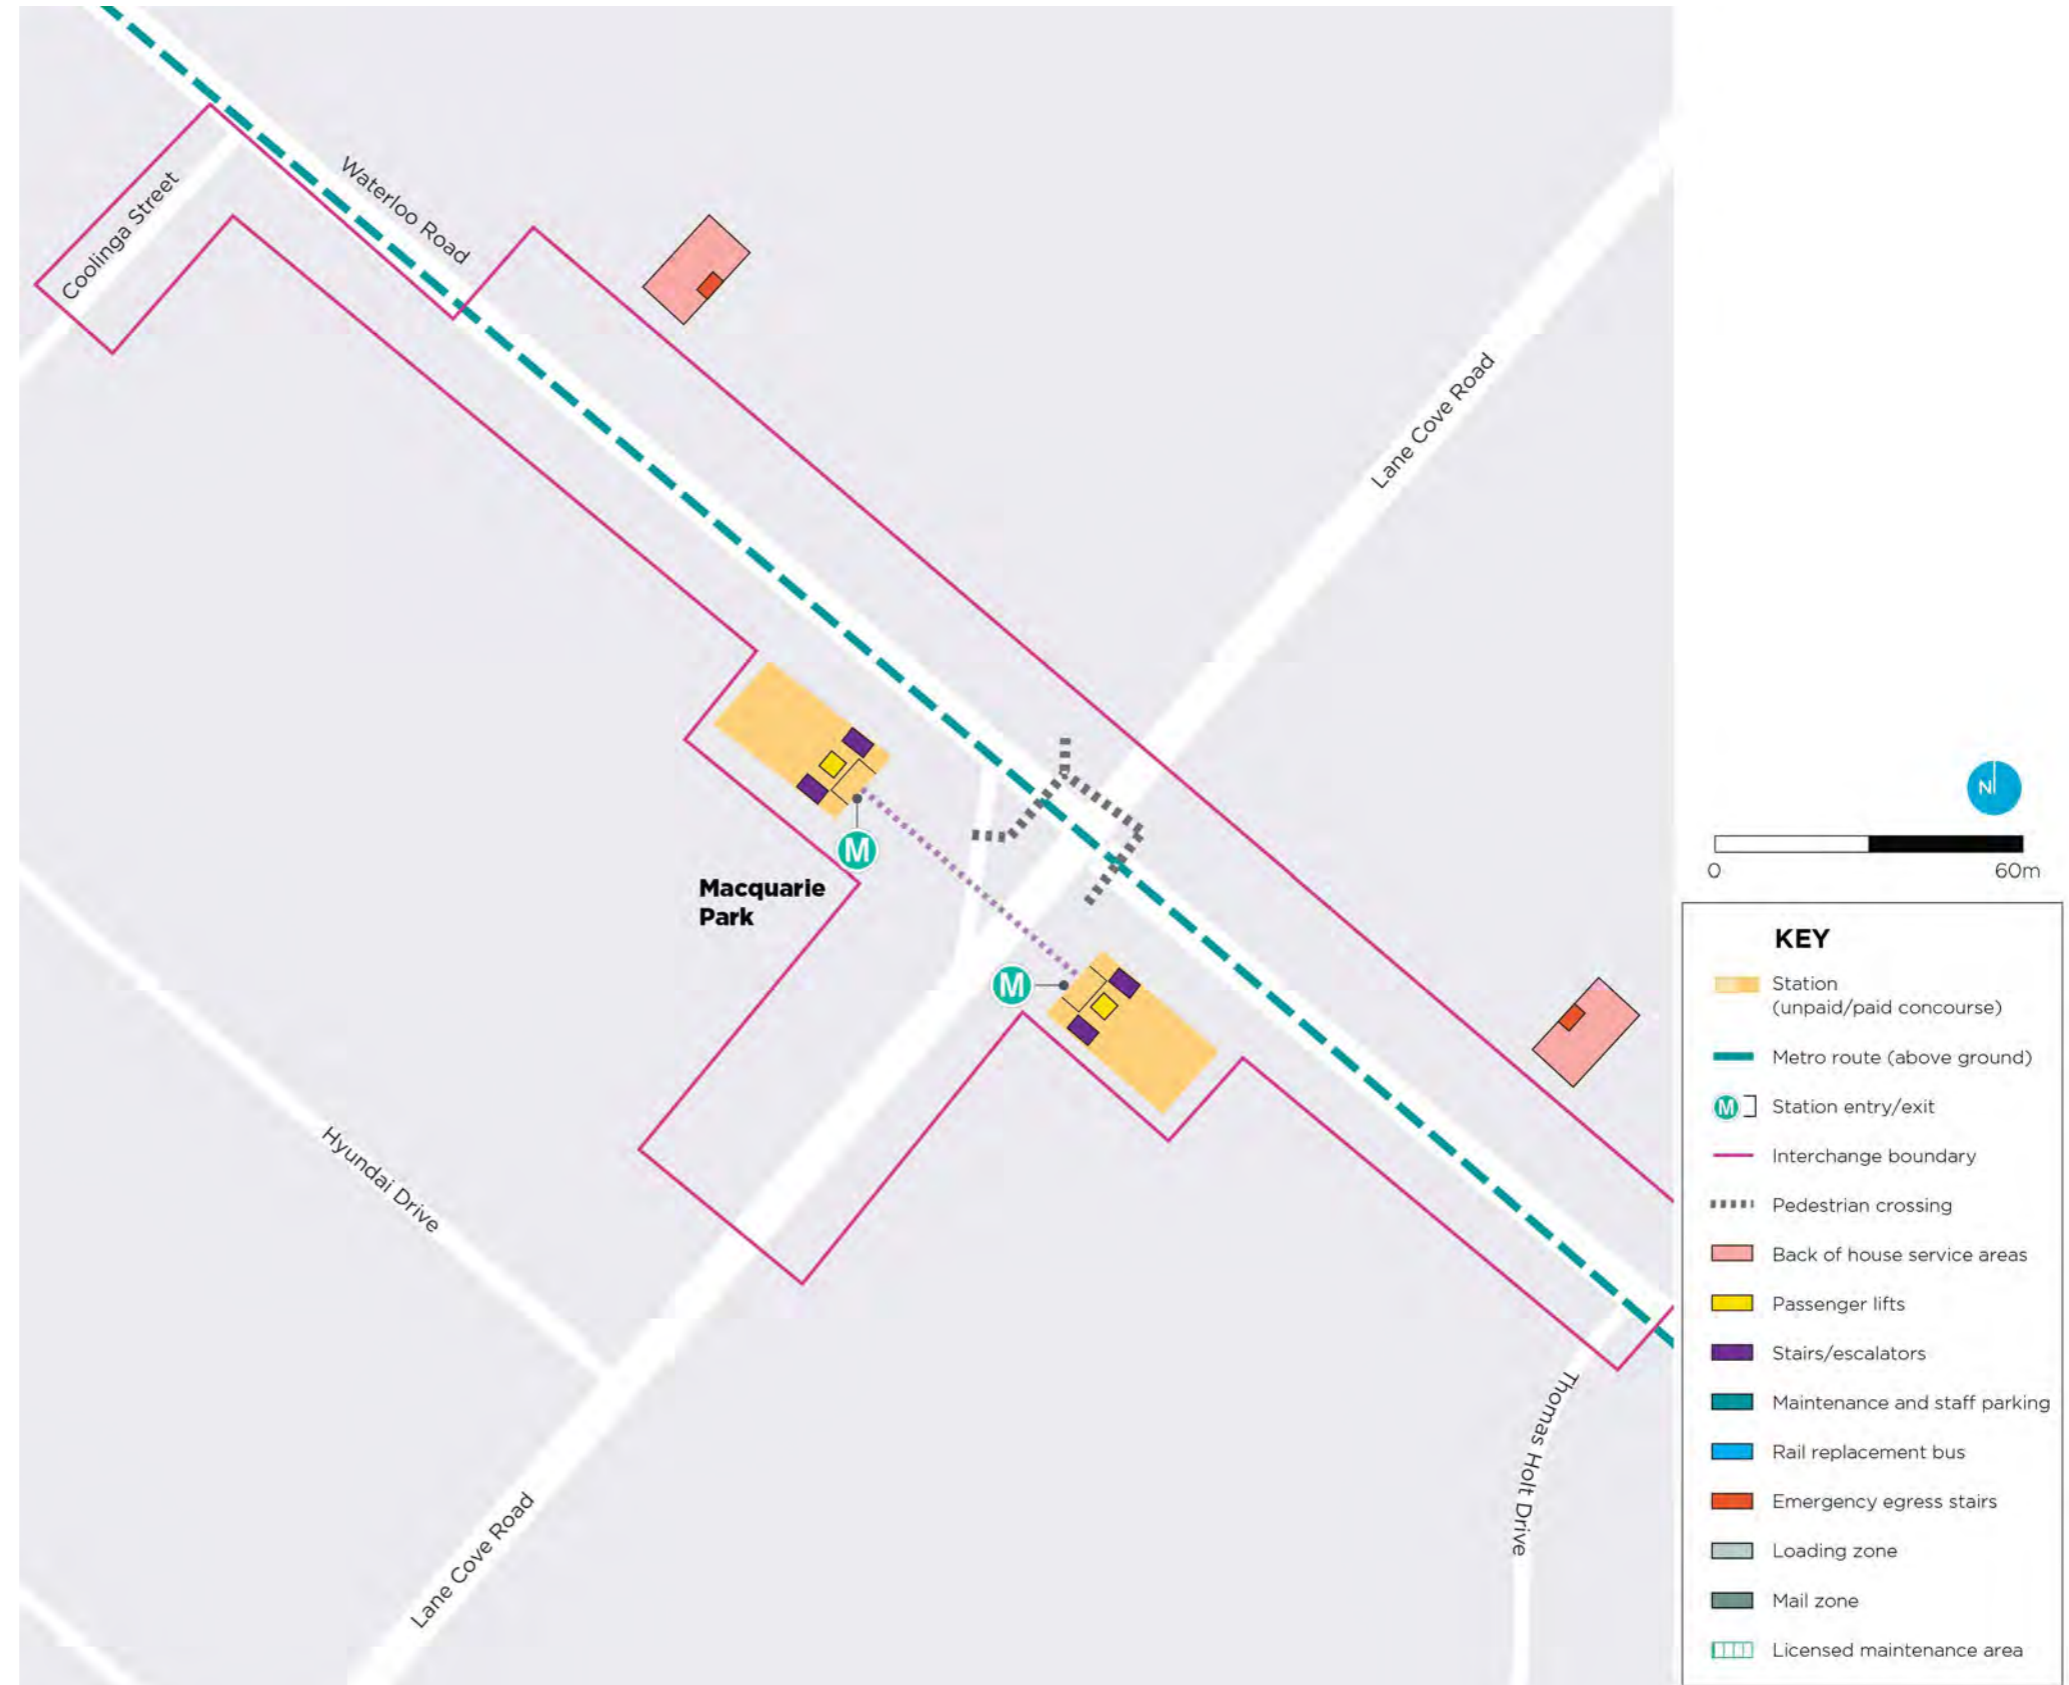 Waterloo Road
Coolinga Street
Lane Cove Road
M
Macquarie
Park
M
Hyundai Drive
Thomas Holt Drive
Lane Cove Road
N
0
60m
KEY
Station
(unpaid/paid concourse)
Metro route (above ground)
M
Station entry/exit
Interchange boundary
Pedestrian crossing
Back of house service areas
Passenger lifts
Stairs/escalators
Maintenance and staff parking
Rail replacement bus
Emergency egress stairs
Loading zone
Mail zone
Licensed maintenance area